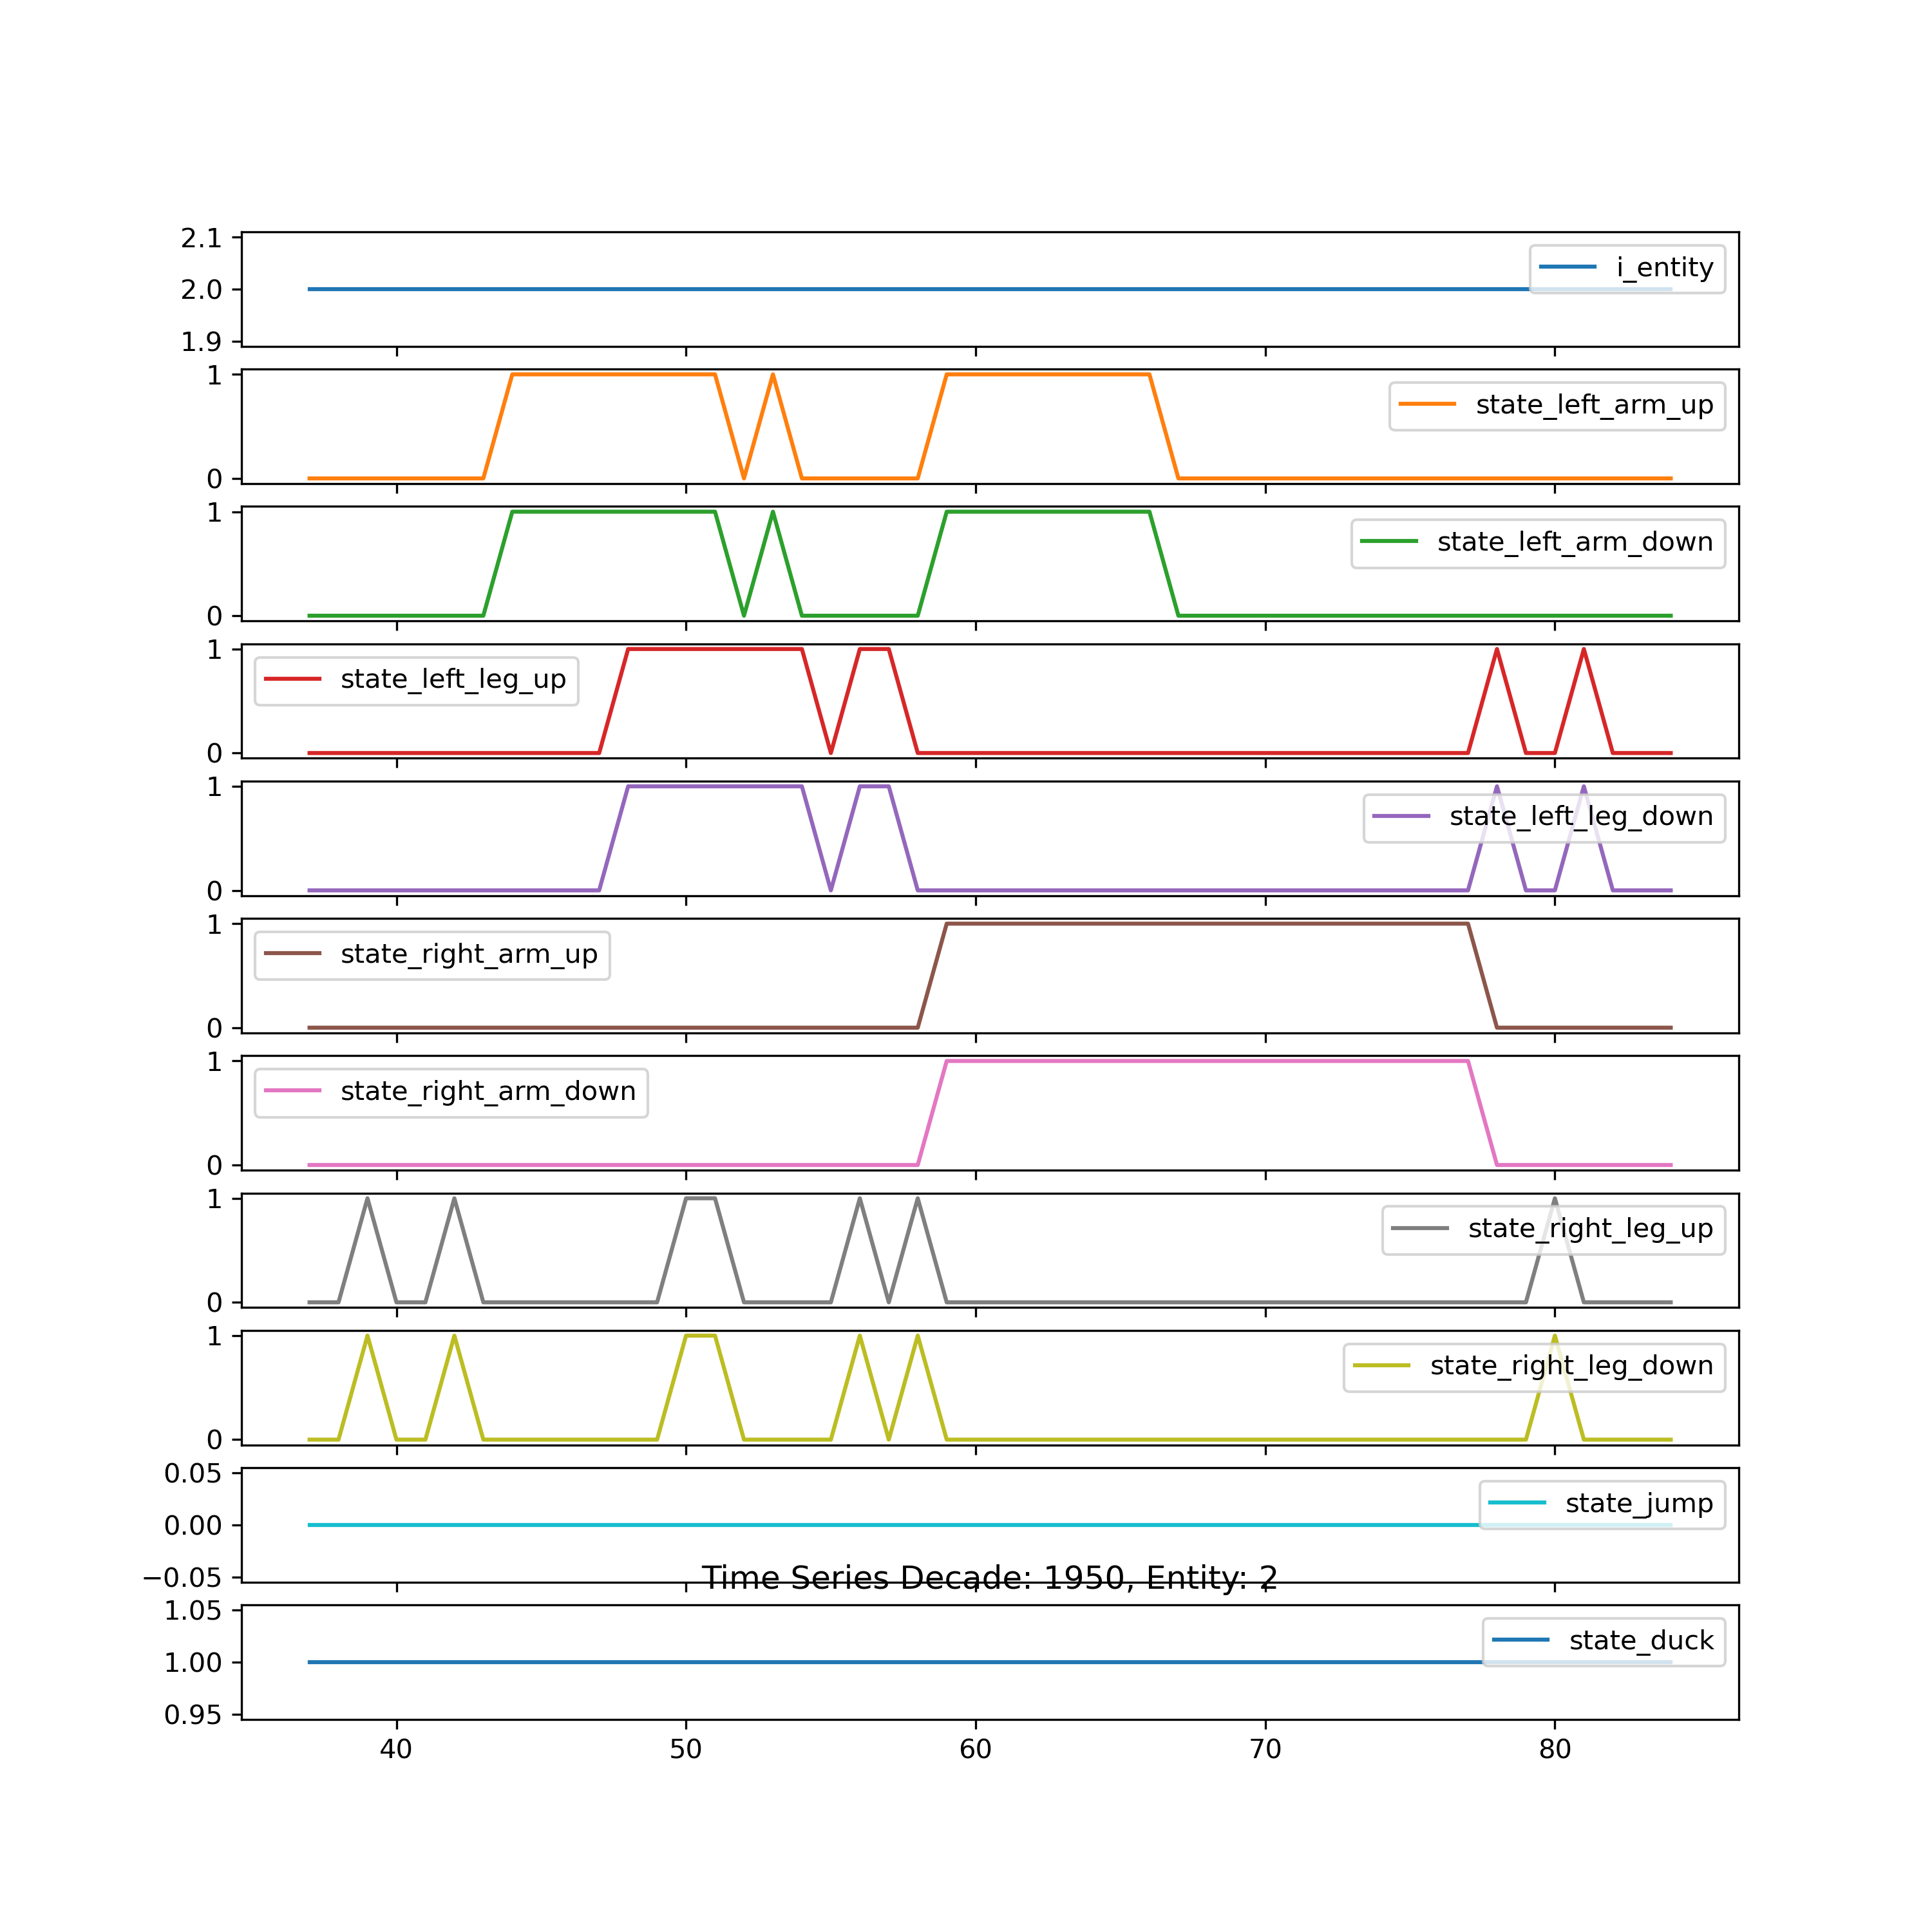 2.1
2.0
1.9
i_entity
1
0
state_left_arm_up
1
0
state_left_arm_down
1
0
state_left_leg_up
1
0
state_left_leg_down
1
0
state_right_arm_up
1
0
state_right_arm_down
1
0
state_right_leg_up
1
0
state_right_leg_down
0.05
0.00
−0.05
state_jump
Time Series Decade: 1950, Entity: 2
1.05
1.00
0.95
state_duck
40 50 60 70 80